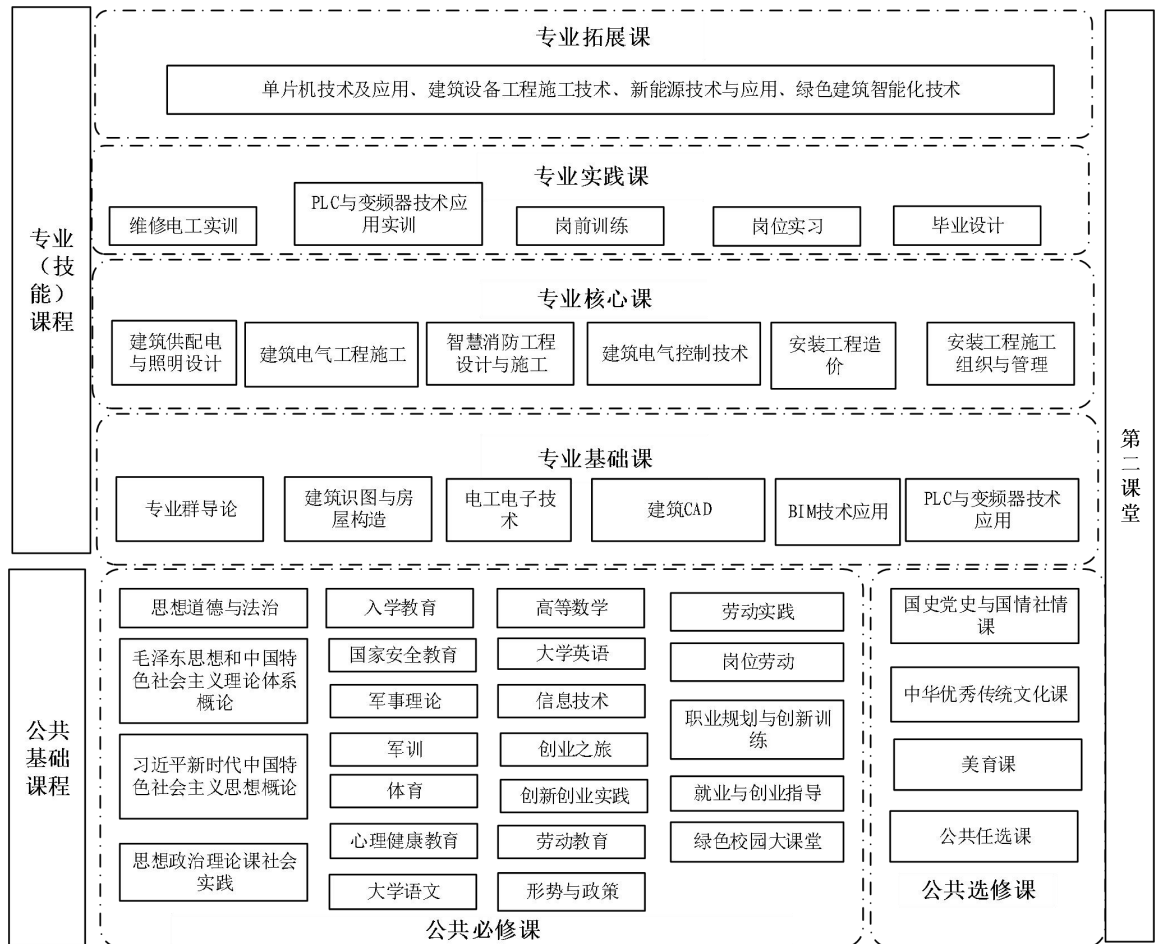 专业拓展课
单片机技术及应用、建筑设备工程施工技术、新能源技术与应用、绿色建筑智能化技术
专业
（技
能）
课程
专业实践课
维修电工实训
PLC与变频器技术应
用实训
岗前训练
岗位实习
毕业设计
专业核心课
建筑供配电
与照明设计
建筑电气工程施工
智慧消防工程
设计与施工
建筑电气控制技术
安装工程造
价
安装工程施工
组织与管理
专业基础课
专业群导论
建筑识图与房
屋构造
电工电子技
术
建筑CAD
BIM技术应用
PLC与变频器技术
应用
第
二
课
堂
公共
基础
课程
思想道德与法治
毛泽东思想和中国特
色社会主义理论体系
概论
习近平新时代中国特
色社会主义思想概论
思想政治理论课社会
实践
入学教育
国家安全教育
军事理论
军训
体育
心理健康教育
大学语文
高等数学
大学英语
信息技术
创业之旅
创新创业实践
劳动教育
形势与政策
劳动实践
岗位劳动
职业规划与创新训
练
就业与创业指导
绿色校园大课堂
公共必修课
国史党史与国情社情
课
中华优秀传统文化课
美育课
公共任选课
公共选修课